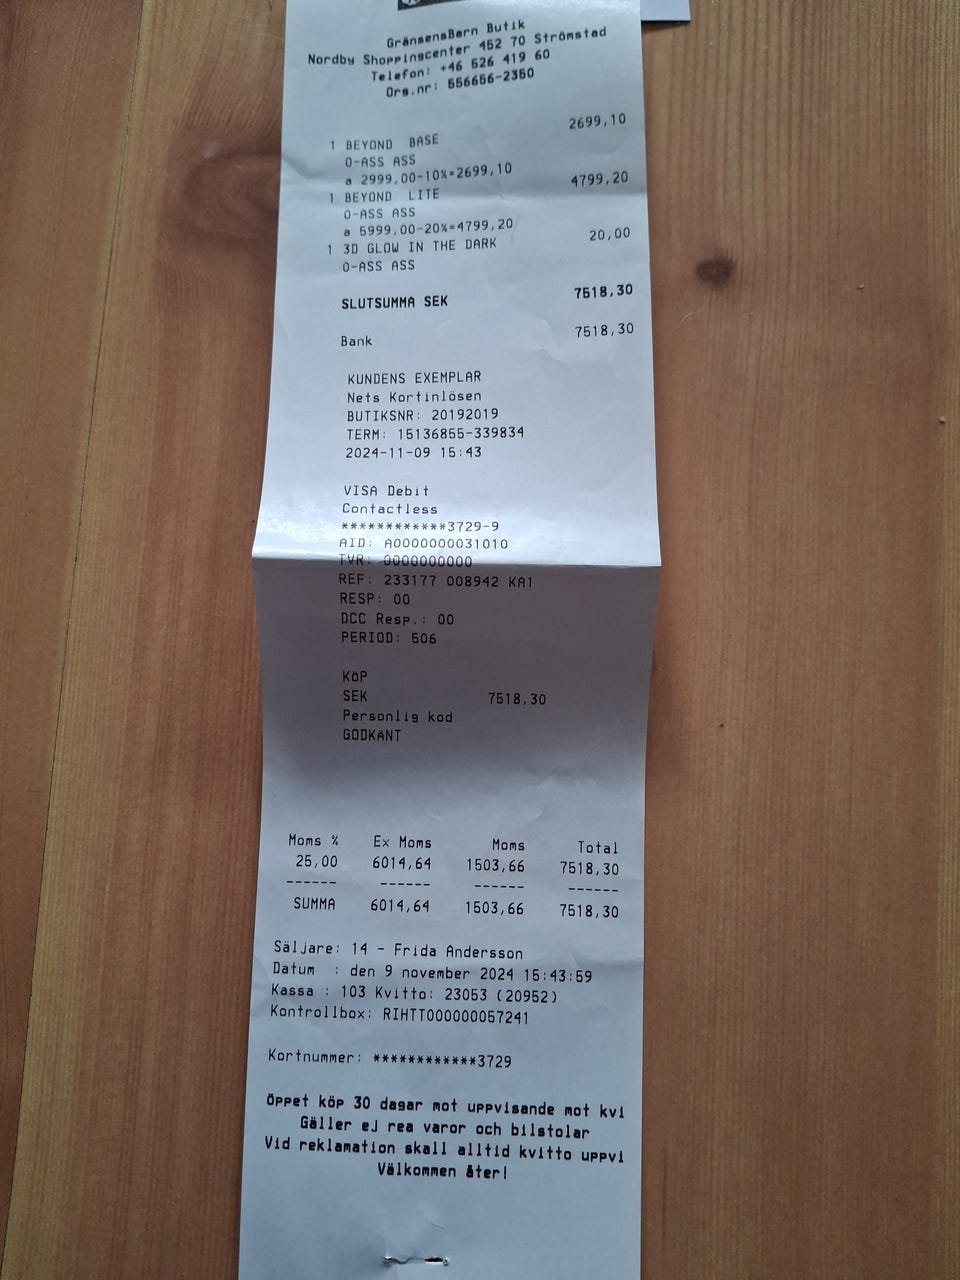 GränsensBarn Butik
Nordby Shoppingcenter 452 70 Strömstad
Telefon: +46 526 419 60
Org.nr: 556656-2350
2699,10
1 BEYOND BASE
0-ASS ASS
a 2999,00-10%=2699,10
4799,20
1 BEYOND LITE
0-ASS ASS
a 5999,00-20%=4799,20
1 3D GLOW IN THE DARK 20,00
0-ASS ASS
SLUTSUMMA SEK 7518,30
Bank 7518,30
KUNDENS EXEMPLAR
Nets Kortinlösen
BUTIKSNR: 20192019
TERM: 15136855-339834
2024-11-09 15:43
VISA Debit
Contactless
************3729-9
AID: A0000000031010
TVR: 0000000000
REF: 233177 008942 KA1
RESP: 00
DCC Resp.: 00
PERIOD: 506
KÖP
SEK 7518,30
Personlig kod
GODKÄNT
Moms % Ex Moms Moms Total
25,00 6014,64 1503,66 7518,30
------ ------ ------ ------
SUMMA 6014,64 1503,66 7518,30
Säljare: 14 - Frida Andersson
Datum : den 9 november 2024 15:43:59
Kassa : 103 Kvitto: 23053 (20952)
Kontrollbox: RIHTT000000057241
Kortnummer: ************3729
Öppet köp 30 dagar mot uppvisande mot kvi
Gäller ej rea varor och bilstolar
Vid reklamation skall alltid kvitto uppvi
Välkommen åter!